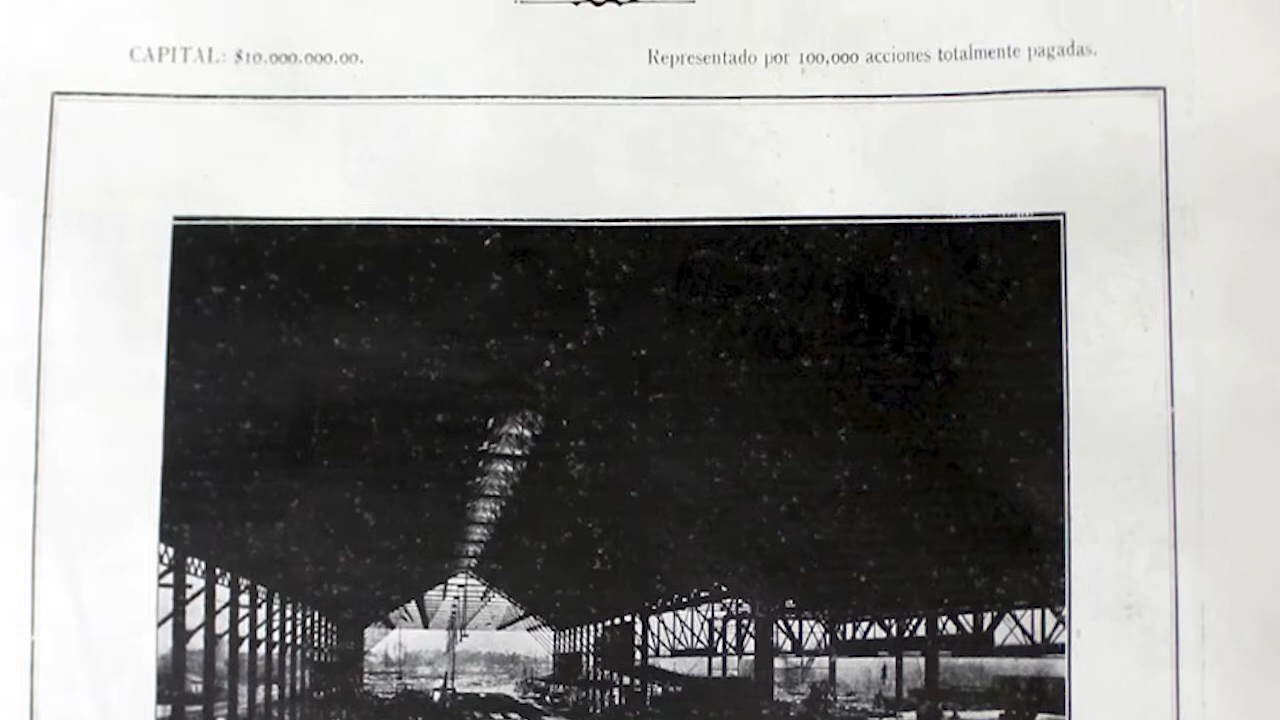 CAPITAL: $10.000.000.00.
Representado por 100,000 acciones totalmente pagadas.